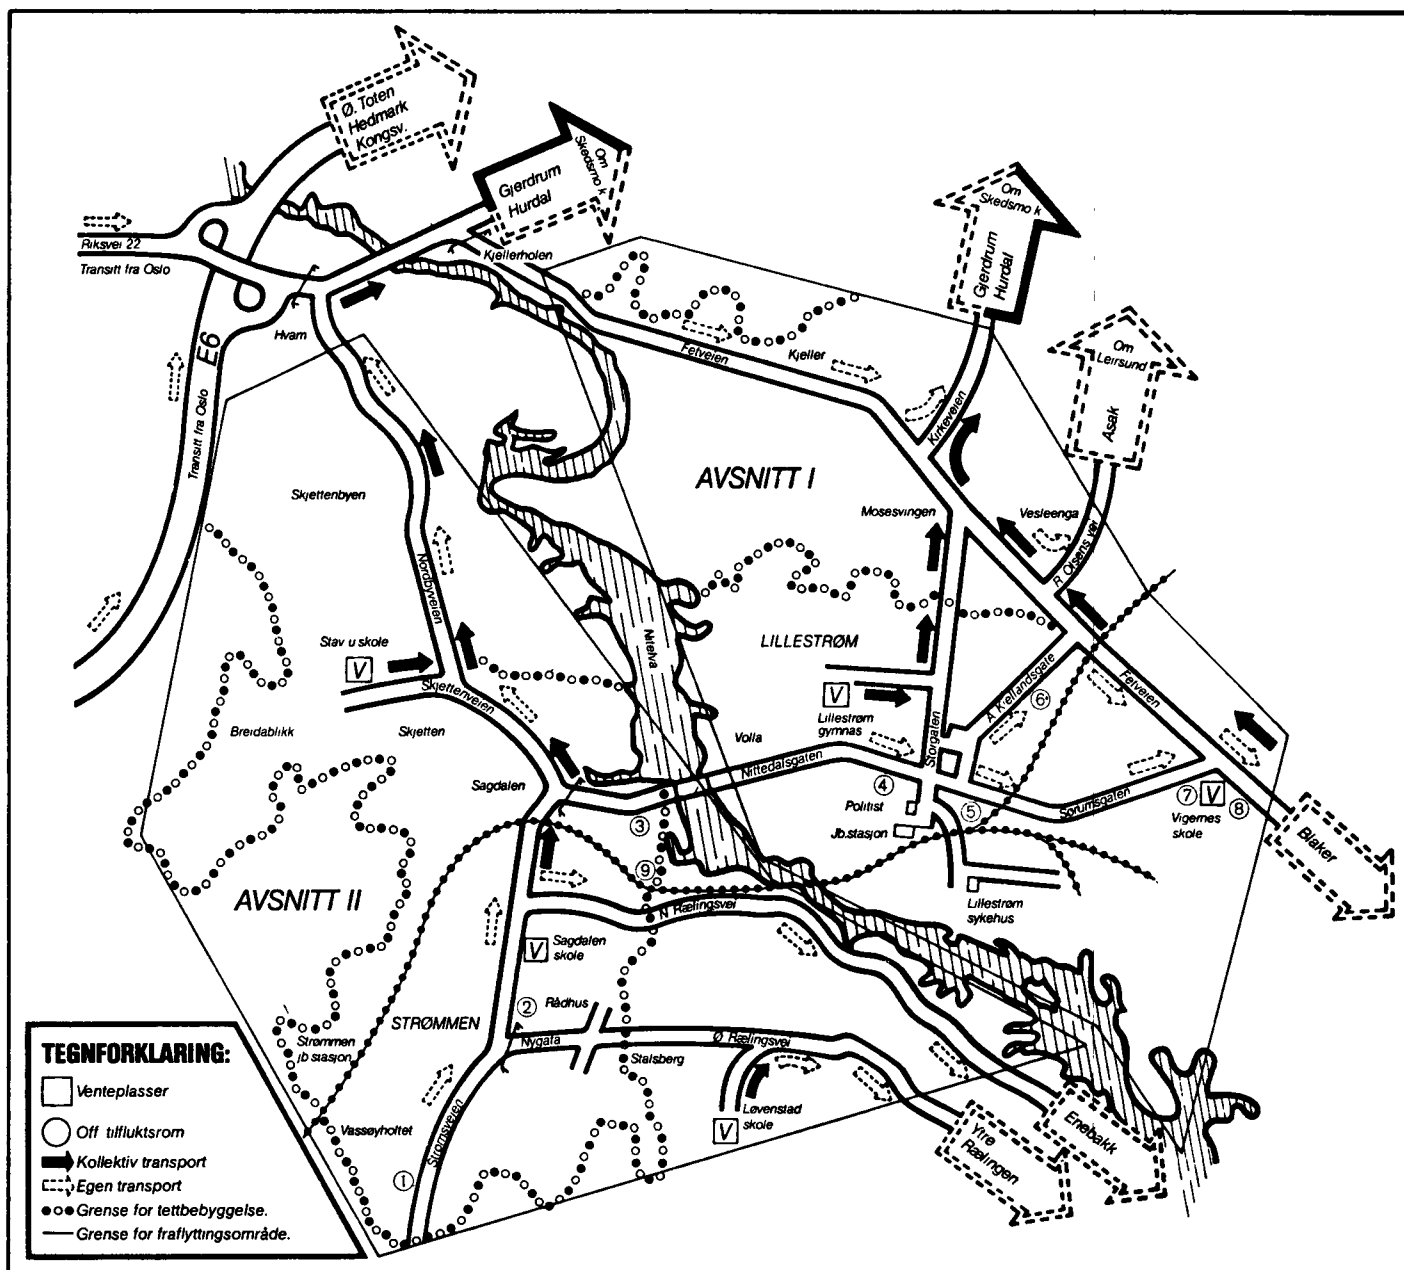 Ø. Toten
Hedmark
Kongsv.
Om
Skedsmo k
Gjerdrum
Hurdal
Om
Skedsmo k
Gjerdrum
Hurdal
Riksvei 22
Transitt fra Oslo
Kjellerholen
E6
Transitt fra Oslo
Hvam
Fetveien
Kjeller
Om
Leirsund
Asak
Kirkeveien
AVSNITT I
Skjettenbyen
Mosesvingen
Vesleenga
R Olsens vei
Nordbyveien
Nitelva
LILLESTRØM
Stav u skole
V
Skjettenveien
Skjetten
Breidablikk
V
Lillestrøm
gymnas
Storgaten
A Kiellandsgate
6
Fetveien
Volla
Nittedalsgaten
Sagdalen
4
Politist
Jb.stasjon
5
Sørumsgaten
7
V
8
Vigernes
skole
Blaker
3
9
AVSNITT II
N Rælingsvei
Lillestrøm
sykehus
V
Sagdalen
skole
2
Rådhus
STRØMMEN
Strømmen
jb stasjon
Nygata
Stalsberg
Ø Rælingsvei
Vassøyholtet
Strømsveien
1
V
Løvenstad
skole
Ytre
Rælingen
Enebakk
TEGNFORKLARING:
Venteplasser
Off tilfluktsrom
Kollektiv transport
Egen transport
Grense for tettbebyggelse.
Grense for fraflyttingsområde.